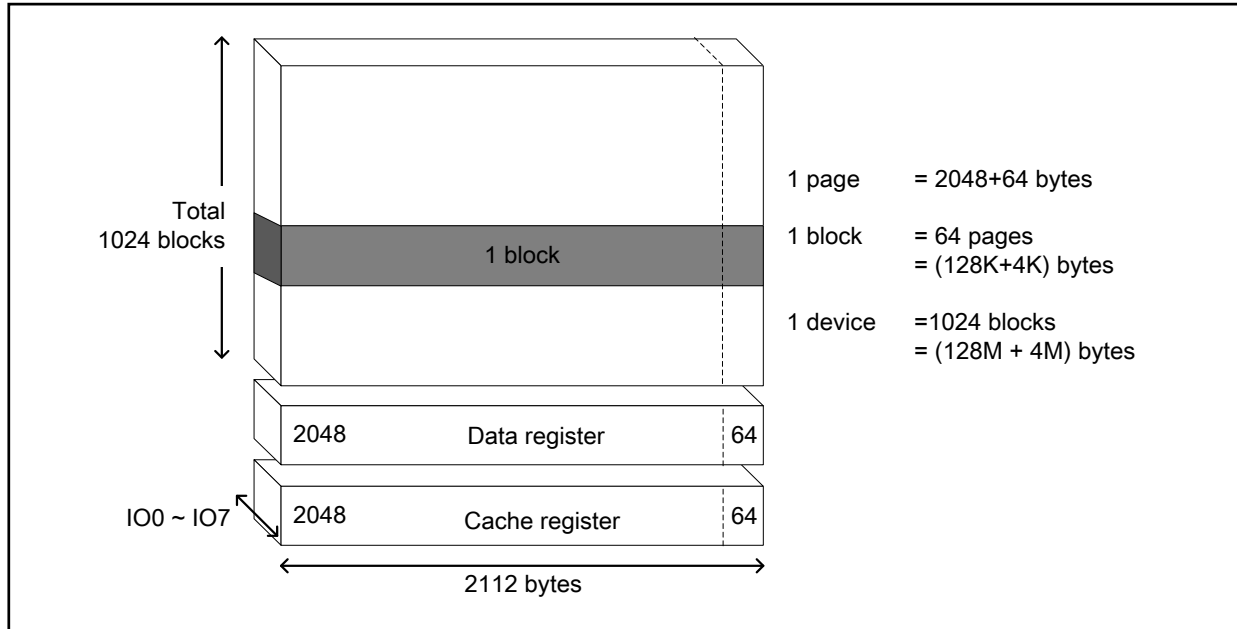 Total
1024 blocks
1 block
1 page = 2048+64 bytes
1 block = 64 pages
= (128K+4K) bytes
1 device =1024 blocks
= (128M + 4M) bytes
2048 Data register 64
IO0 ~ IO7
2048 Cache register 64
2112 bytes